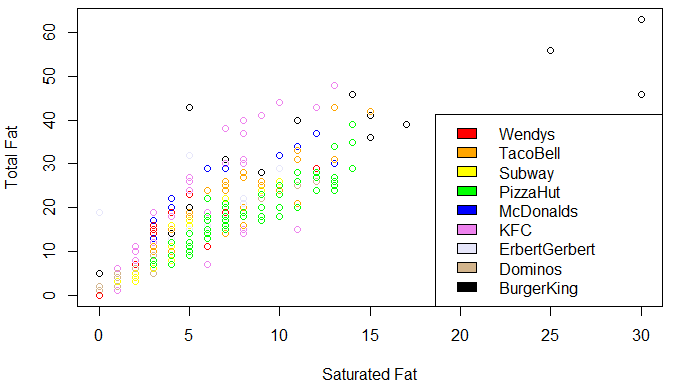 60
50
40
30
20
10
0
Total Fat
Wendys
TacoBell
Subway
PizzaHut
McDonalds
KFC
ErbertGerbert
Dominos
BurgerKing
0 5 10 15 20 25 30
Saturated Fat